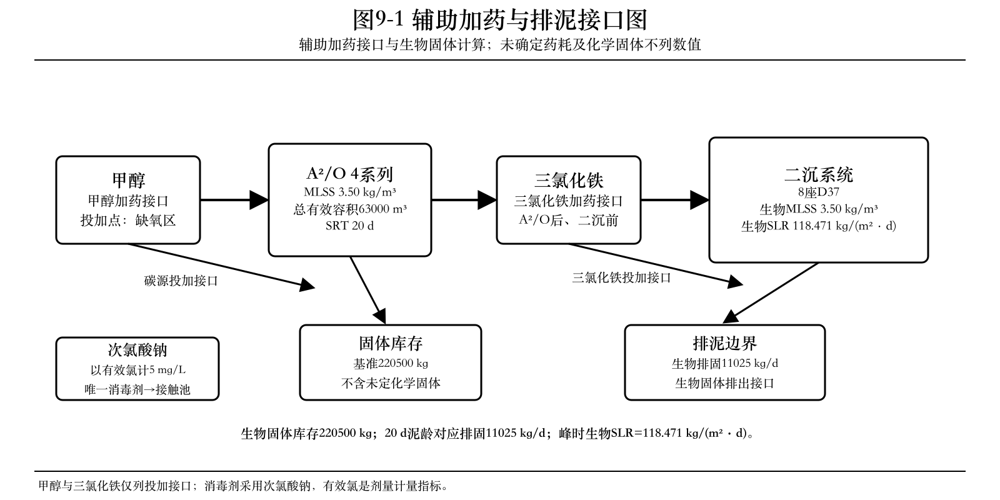 图9-1 辅助加药与排泥接口图
辅助加药接口与生物固体计算；未确定药耗及化学固体不列数值
甲醇
甲醇加药接口
投加点：缺氧区
A²/O 4系列
MLSS 3.50 kg/m³
总有效容积63000 m³
SRT 20 d
三氯化铁
三氯化铁加药接口
A²/O后、二沉前
二沉系统
8座D37
生物MLSS 3.50 kg/m³
生物SLR 118.471 kg/(m²·d)
碳源投加接口
三氯化铁投加接口
次氯酸钠
以有效氯计5 mg/L
唯一消毒剂→接触池
固体库存
基准220500 kg
不含未定化学固体
排泥边界
生物排固11025 kg/d
生物固体排出接口
生物固体库存220500 kg；20 d泥龄对应排固11025 kg/d；峰时生物SLR=118.471 kg/(m²·d)。
甲醇与三氯化铁仅列投加接口；消毒剂采用次氯酸钠，有效氯是剂量计量指标。